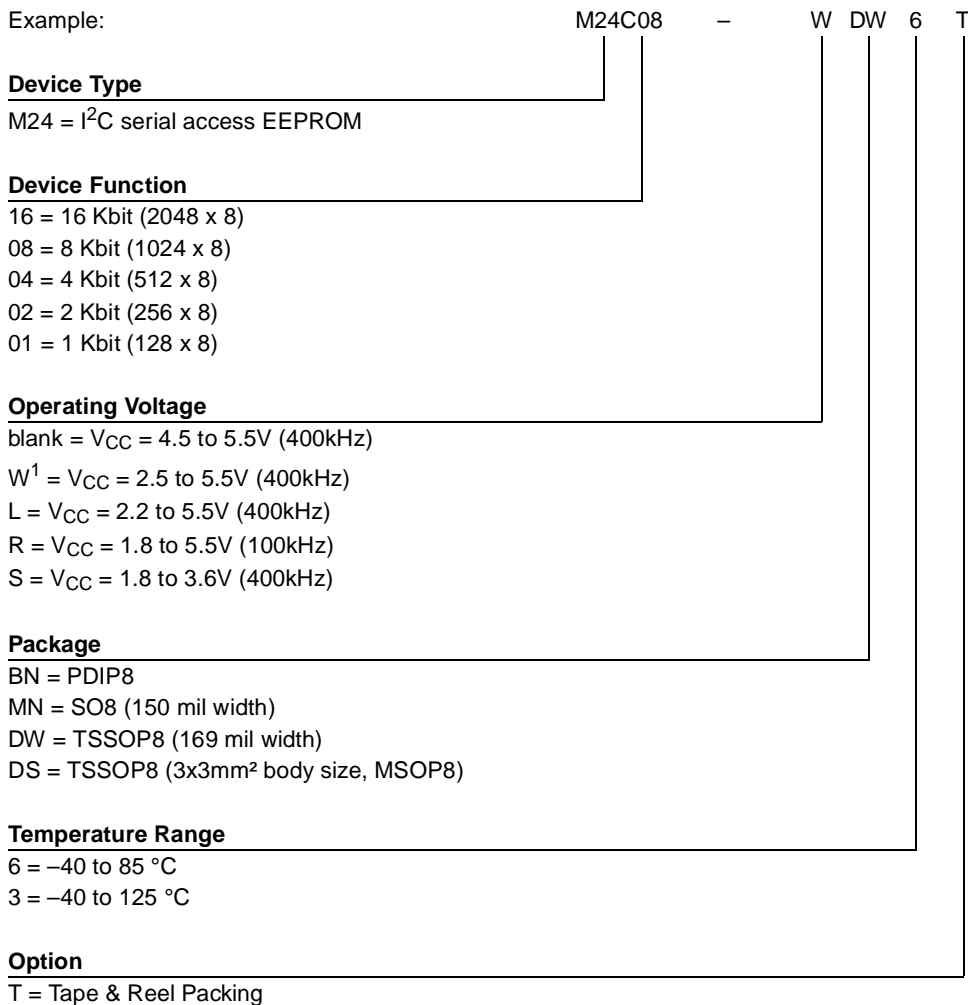 Example: M24C08 – W DW 6 T
Device Type
M24 = I²C serial access EEPROM
Device Function
16 = 16 Kbit (2048 x 8)
08 = 8 Kbit (1024 x 8)
04 = 4 Kbit (512 x 8)
02 = 2 Kbit (256 x 8)
01 = 1 Kbit (128 x 8)
Operating Voltage
blank = VCC = 4.5 to 5.5V (400kHz)
W¹ = VCC = 2.5 to 5.5V (400kHz)
L = VCC = 2.2 to 5.5V (400kHz)
R = VCC = 1.8 to 5.5V (100kHz)
S = VCC = 1.8 to 3.6V (400kHz)
Package
BN = PDIP8
MN = SO8 (150 mil width)
DW = TSSOP8 (169 mil width)
DS = TSSOP8 (3x3mm² body size, MSOP8)
Temperature Range
6 = –40 to 85 °C
3 = –40 to 125 °C
Option
T = Tape & Reel Packing